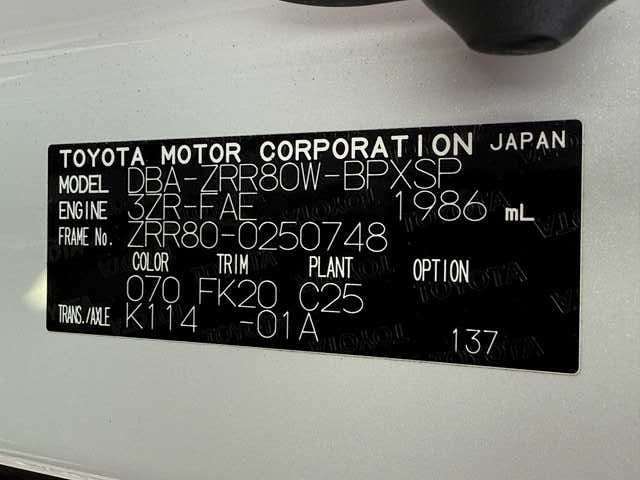 TOYOTA MOTOR CORPORATION JAPAN
MODEL DBA-ZRR80W-BPXSP
ENGINE 3ZR-FAE 1986 mL
FRAME No. ZRR80-0250748
COLOR TRIM PLANT OPTION
070 FK20 C25
TRANS./AXLE K114 -01A
137